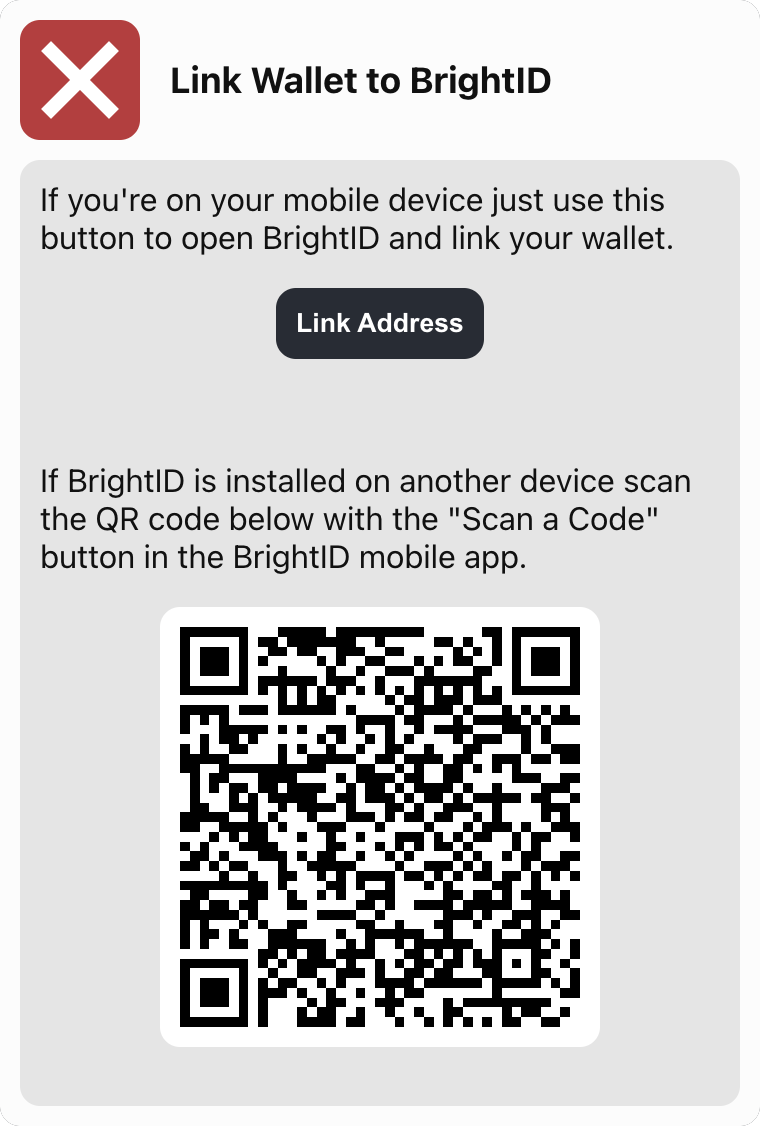 Link Wallet to BrightID
If you're on your mobile device just use this
button to open BrightID and link your wallet.
Link Address
If BrightID is installed on another device scan
the QR code below with the "Scan a Code"
button in the BrightID mobile app.